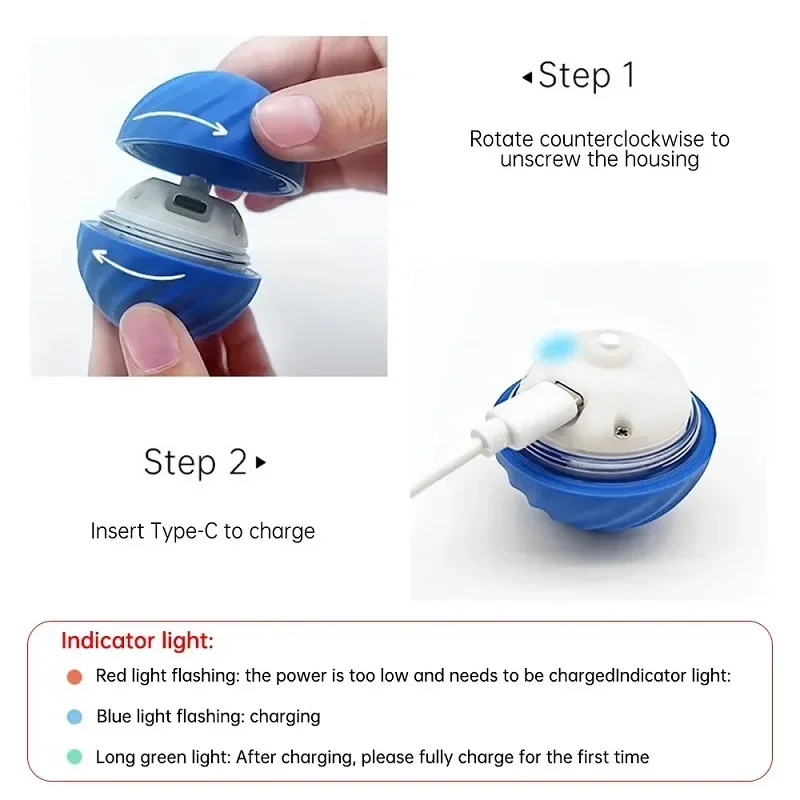 Step 1
Rotate counterclockwise to
unscrew the housing
Step 2
Insert Type-C to charge
Indicator light:
Red light flashing: the power is too low and needs to be chargedIndicator light:
Blue light flashing: charging
Long green light: After charging, please fully charge for the first time